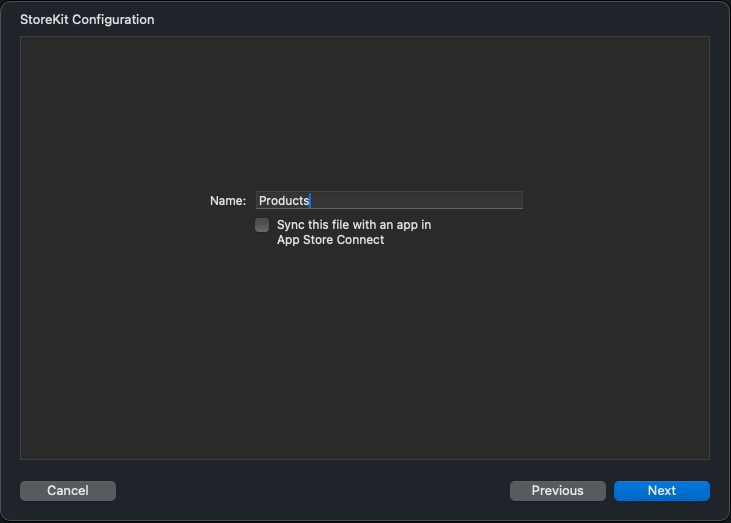 StoreKit Configuration
Name: Products
Sync this file with an app in
App Store Connect
Cancel Previous Next